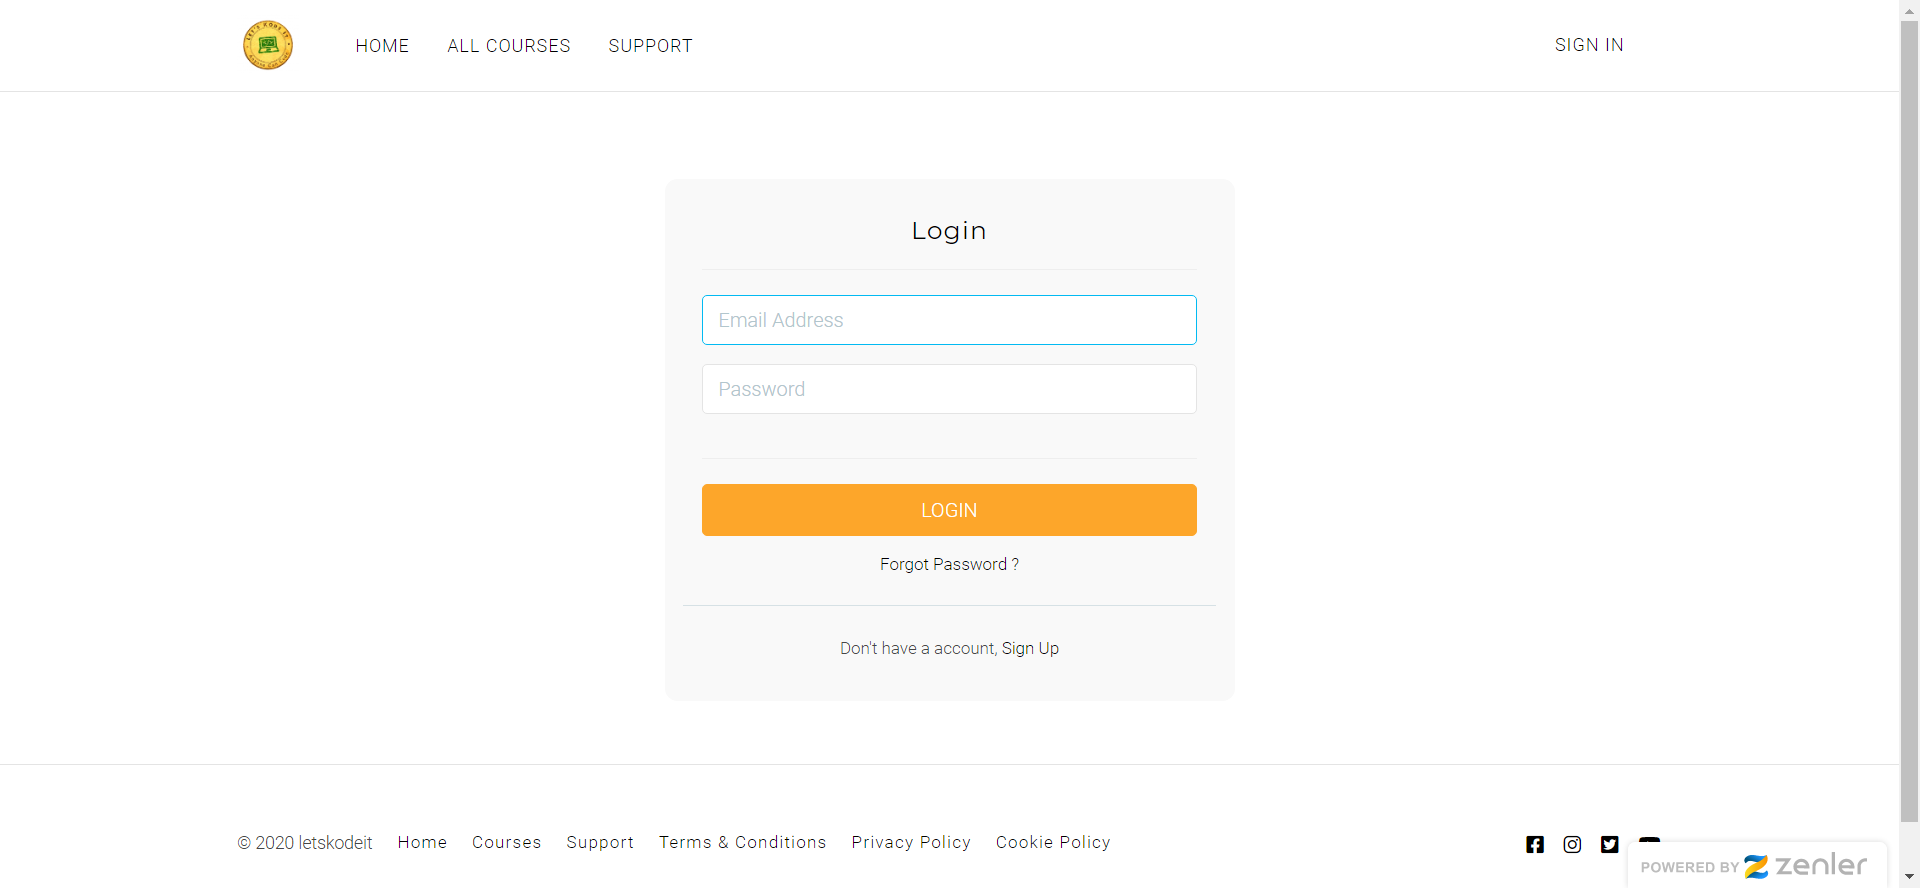 HOME ALL COURSES SUPPORT SIGN IN
Login
Email Address
Password
LOGIN
Forgot Password ?
Don't have a account, Sign Up
© 2020 letskodeit Home Courses Support Terms & Conditions Privacy Policy Cookie Policy
POWERED BY zenler